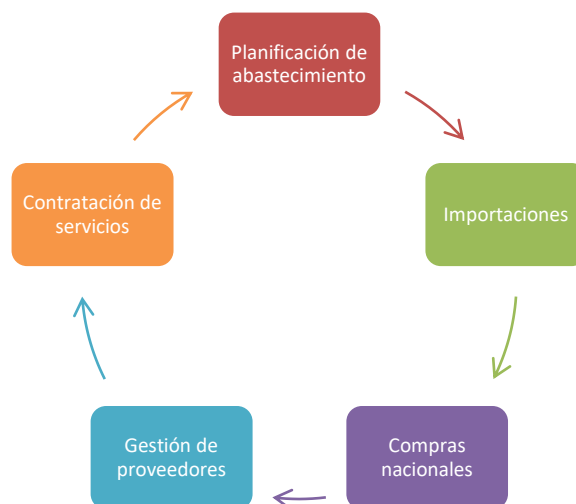 Planificación de
abastecimiento
Importaciones
Compras
nacionales
Gestión de
proveedores
Contratación de
servicios